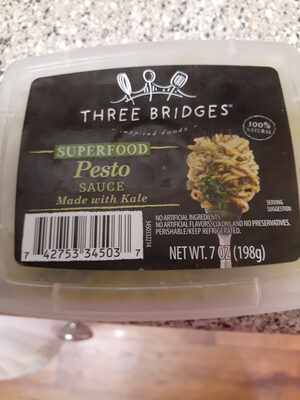 THREE BRIDGES™
inspired foods
100%
NATURAL
SUPERFOOD
Pesto
SAUCE
Made with Kale
7 42753 34503 7
NO ARTIFICIAL INGREDIENTS.
NO ARTIFICIAL FLAVORS, COLORS AND NO PRESERVATIVES.
PERISHABLE/KEEP REFRIGERATED.
SERVING
SUGGESTION
NET WT. 7 OZ (198g)